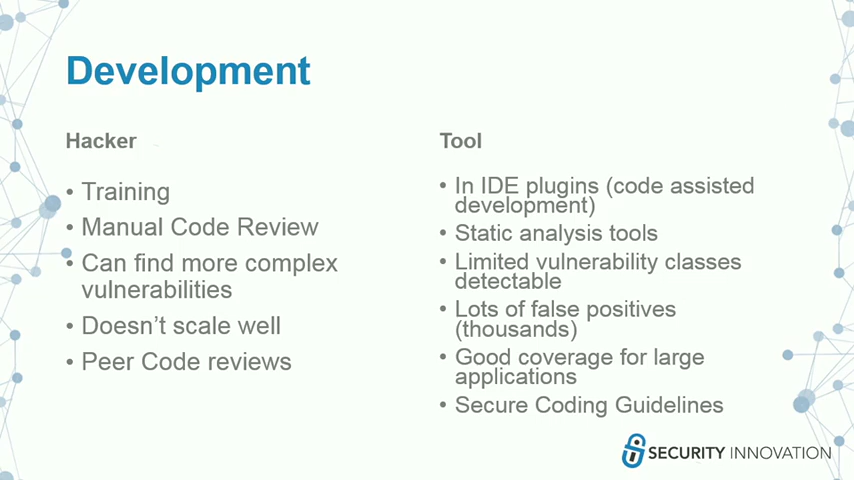 Development
Hacker
• Training
• Manual Code Review
• Can find more complex
vulnerabilities
• Doesn't scale well
• Peer Code reviews
Tool
• In IDE plugins (code assisted
development)
• Static analysis tools
• Limited vulnerability classes
detectable
• Lots of false positives
(thousands)
• Good coverage for large
applications
• Secure Coding Guidelines
SECURITY INNOVATION